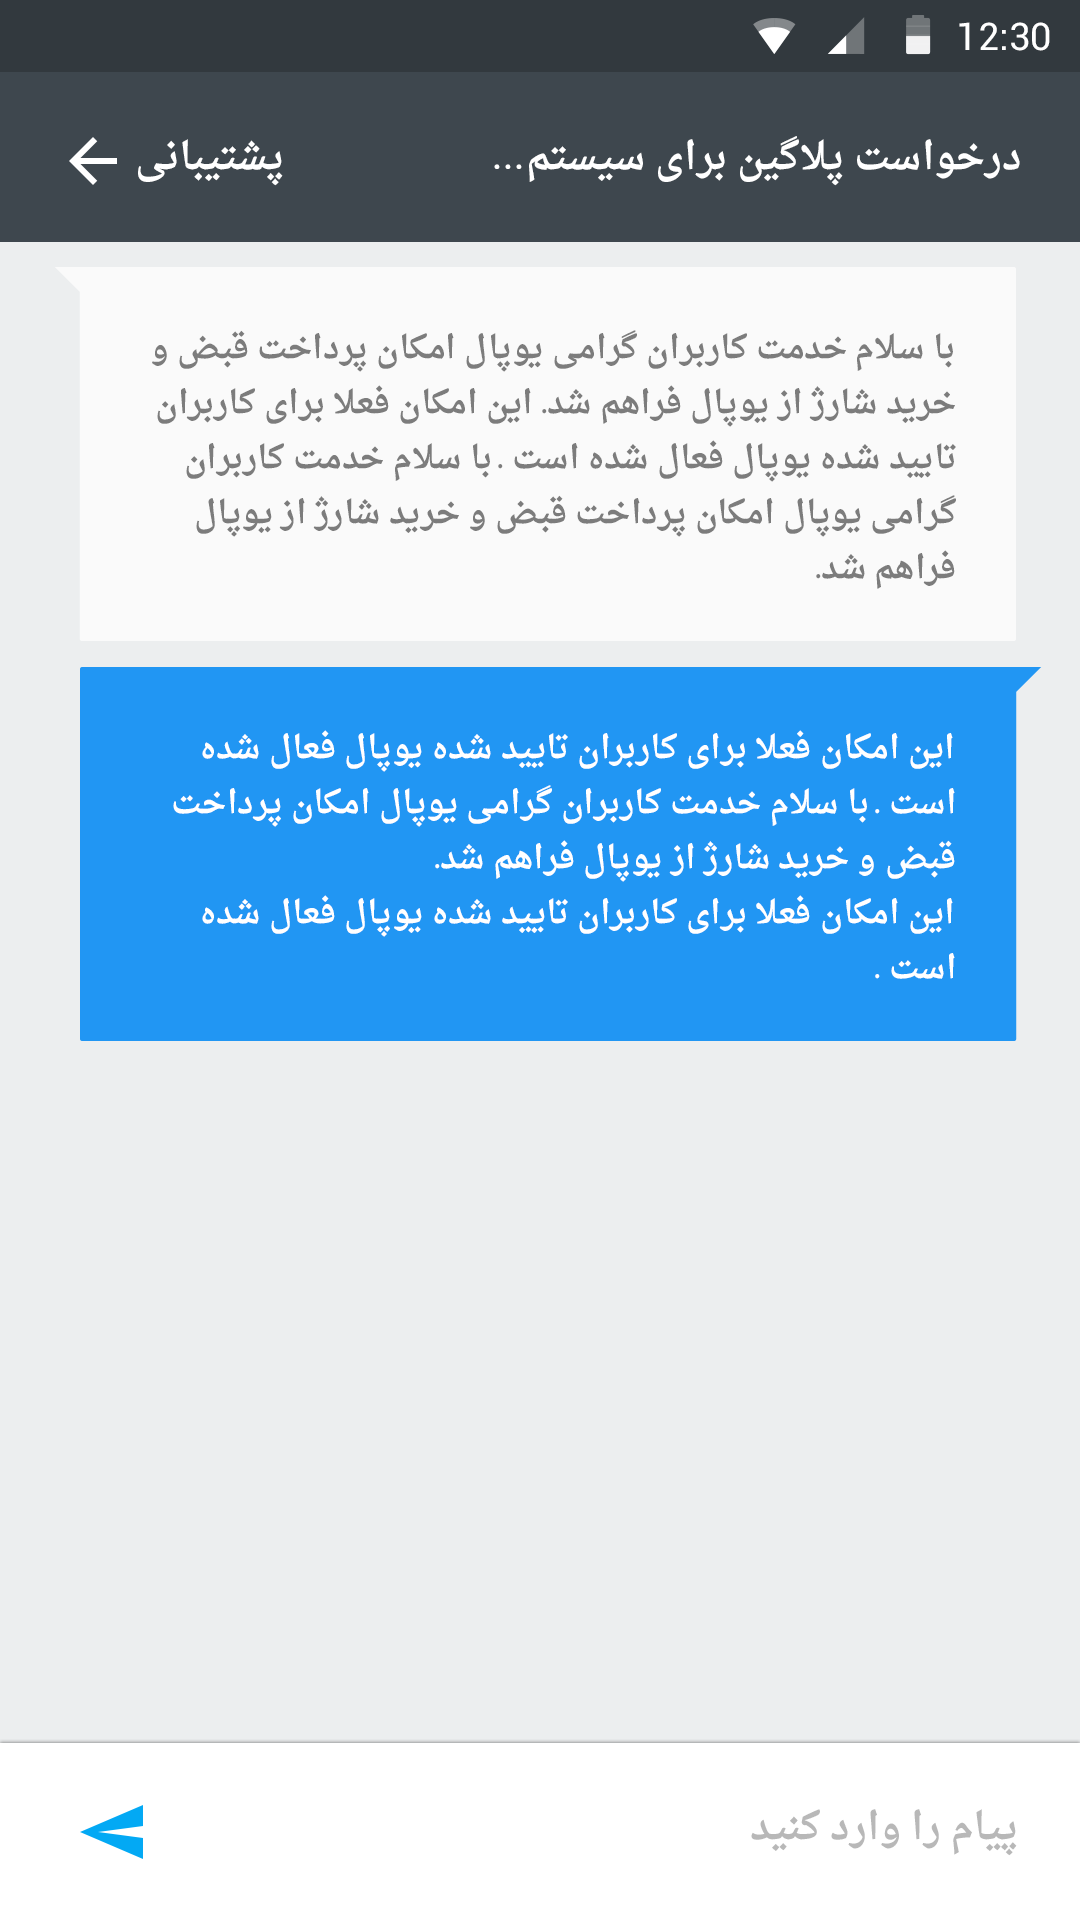 12:30
درخواست پلاگین برای سیستم...
پشتیبانی
با سلام خدمت کاربران گرامی یوپال امکان پرداخت قبض و
خرید شارژ از یوپال فراهم شد. این امکان فعلا برای کاربران
تایید شده یوپال فعال شده است . با سلام خدمت کاربران
گرامی یوپال امکان پرداخت قبض و خرید شارژ از یوپال
فراهم شد.
این امکان فعلا برای کاربران تایید شده یوپال فعال شده
است . با سلام خدمت کاربران گرامی یوپال امکان پرداخت
قبض و خرید شارژ از یوپال فراهم شد.
این امکان فعلا برای کاربران تایید شده یوپال فعال شده
است .
پیام را وارد کنید